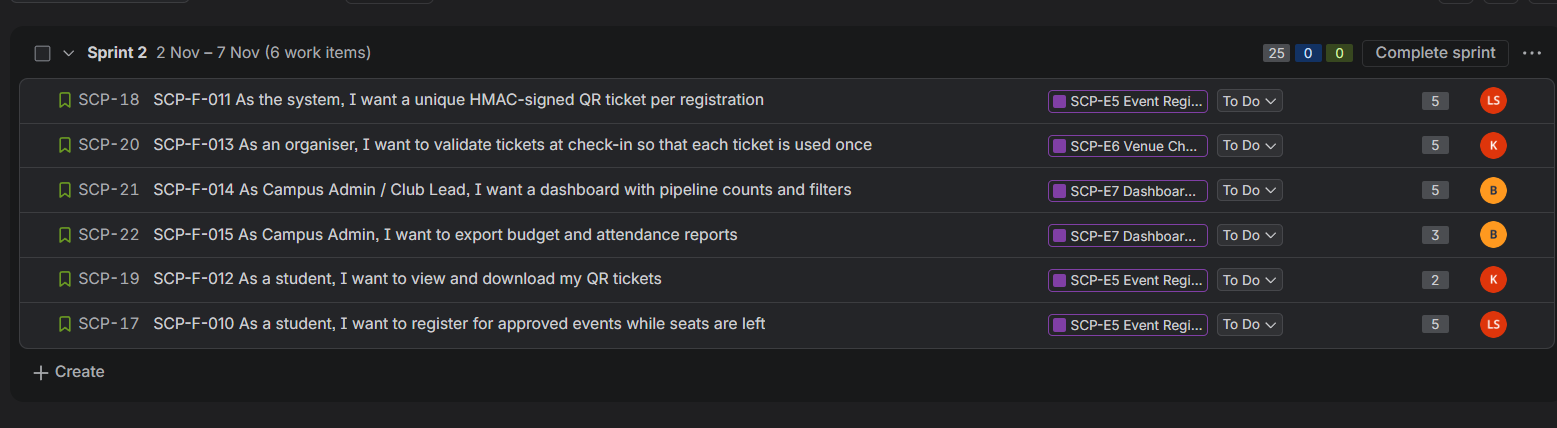 Sprint 2 2 Nov – 7 Nov (6 work items) 25 0 0 Complete sprint ...
SCP-18 SCP-F-011 As the system, I want a unique HMAC-signed QR ticket per registration SCP-E5 Event Regi... To Do 5 LS
SCP-20 SCP-F-013 As an organiser, I want to validate tickets at check-in so that each ticket is used once SCP-E6 Venue Ch... To Do 5 K
SCP-21 SCP-F-014 As Campus Admin / Club Lead, I want a dashboard with pipeline counts and filters SCP-E7 Dashboar... To Do 5 B
SCP-22 SCP-F-015 As Campus Admin, I want to export budget and attendance reports SCP-E7 Dashboar... To Do 3 B
SCP-19 SCP-F-012 As a student, I want to view and download my QR tickets SCP-E5 Event Regi... To Do 2 K
SCP-17 SCP-F-010 As a student, I want to register for approved events while seats are left SCP-E5 Event Regi... To Do 5 LS
+ Create